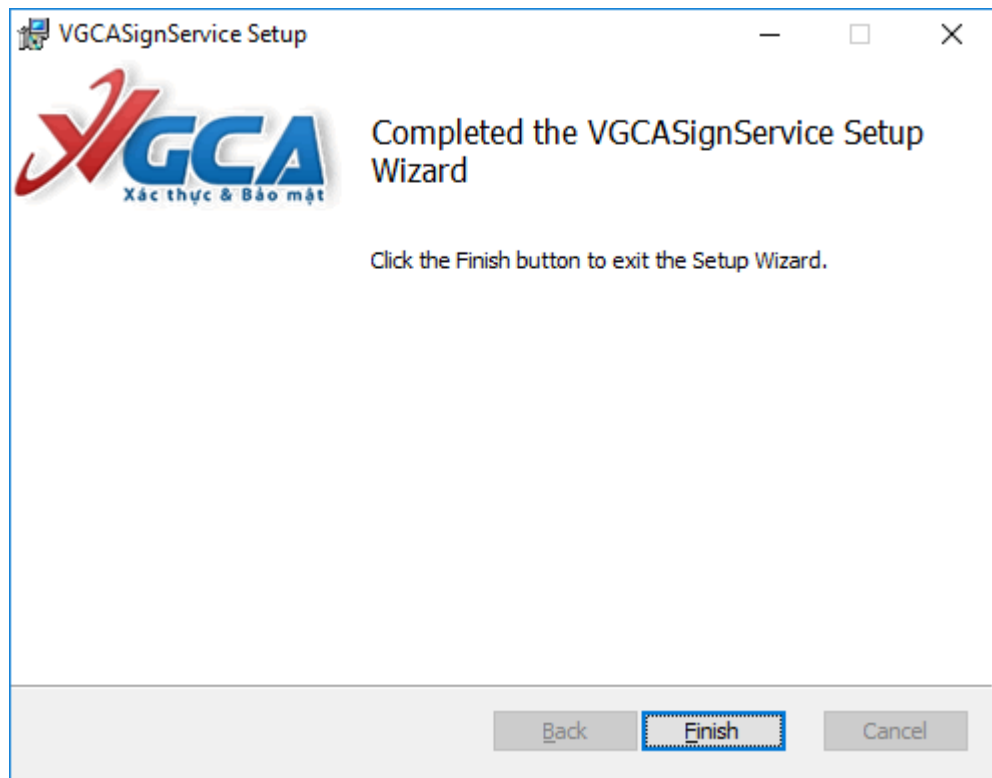 VGCASignService Setup
VGCA
Xác thực & Bảo mật
Completed the VGCASignService Setup
Wizard
Click the Finish button to exit the Setup Wizard.
Back
Finish
Cancel